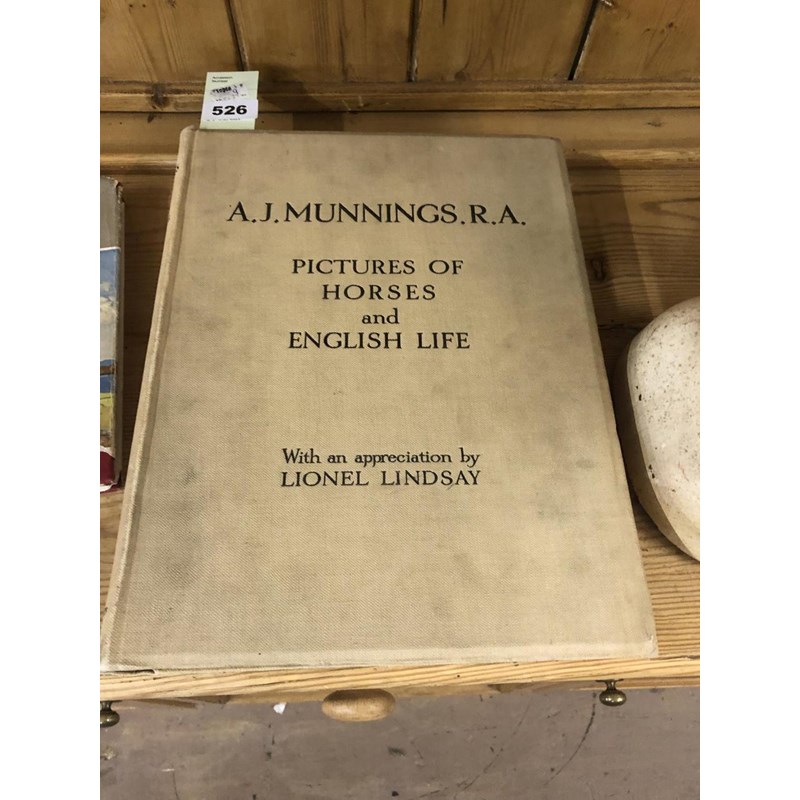 526
A.J. MUNNINGS. R.A.
PICTURES OF
HORSES
and
ENGLISH LIFE
With an appreciation by
LIONEL LINDSAY